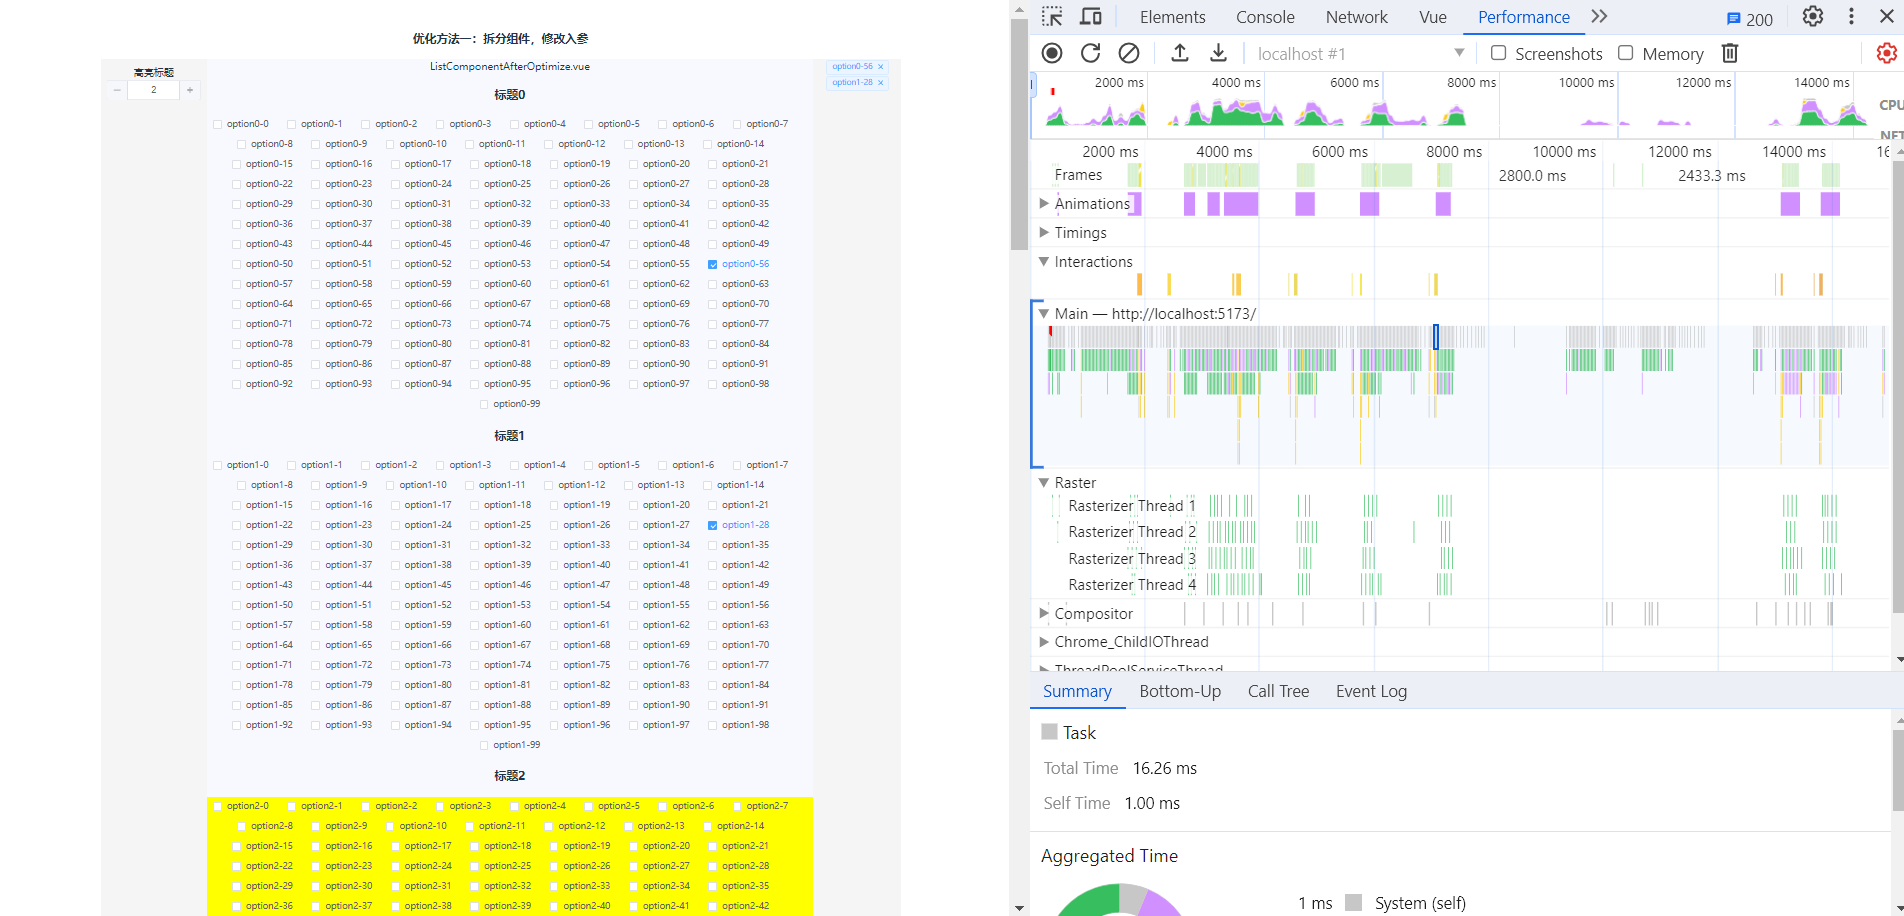 优化方法一：拆分组件，修改入参
高亮标题
− 2 +
ListComponentAfterOptimize.vue
option0-56 ×
option1-28 ×
标题0
option0-0 option0-1 option0-2 option0-3 option0-4 option0-5 option0-6 option0-7
option0-8 option0-9 option0-10 option0-11 option0-12 option0-13 option0-14
option0-15 option0-16 option0-17 option0-18 option0-19 option0-20 option0-21
option0-22 option0-23 option0-24 option0-25 option0-26 option0-27 option0-28
option0-29 option0-30 option0-31 option0-32 option0-33 option0-34 option0-35
option0-36 option0-37 option0-38 option0-39 option0-40 option0-41 option0-42
option0-43 option0-44 option0-45 option0-46 option0-47 option0-48 option0-49
option0-50 option0-51 option0-52 option0-53 option0-54 option0-55 option0-56
option0-57 option0-58 option0-59 option0-60 option0-61 option0-62 option0-63
option0-64 option0-65 option0-66 option0-67 option0-68 option0-69 option0-70
option0-71 option0-72 option0-73 option0-74 option0-75 option0-76 option0-77
option0-78 option0-79 option0-80 option0-81 option0-82 option0-83 option0-84
option0-85 option0-86 option0-87 option0-88 option0-89 option0-90 option0-91
option0-92 option0-93 option0-94 option0-95 option0-96 option0-97 option0-98
option0-99
标题1
option1-0 option1-1 option1-2 option1-3 option1-4 option1-5 option1-6 option1-7
option1-8 option1-9 option1-10 option1-11 option1-12 option1-13 option1-14
option1-15 option1-16 option1-17 option1-18 option1-19 option1-20 option1-21
option1-22 option1-23 option1-24 option1-25 option1-26 option1-27 option1-28
option1-29 option1-30 option1-31 option1-32 option1-33 option1-34 option1-35
option1-36 option1-37 option1-38 option1-39 option1-40 option1-41 option1-42
option1-43 option1-44 option1-45 option1-46 option1-47 option1-48 option1-49
option1-50 option1-51 option1-52 option1-53 option1-54 option1-55 option1-56
option1-57 option1-58 option1-59 option1-60 option1-61 option1-62 option1-63
option1-64 option1-65 option1-66 option1-67 option1-68 option1-69 option1-70
option1-71 option1-72 option1-73 option1-74 option1-75 option1-76 option1-77
option1-78 option1-79 option1-80 option1-81 option1-82 option1-83 option1-84
option1-85 option1-86 option1-87 option1-88 option1-89 option1-90 option1-91
option1-92 option1-93 option1-94 option1-95 option1-96 option1-97 option1-98
option1-99
标题2
option2-0 option2-1 option2-2 option2-3 option2-4 option2-5 option2-6 option2-7
option2-8 option2-9 option2-10 option2-11 option2-12 option2-13 option2-14
option2-15 option2-16 option2-17 option2-18 option2-19 option2-20 option2-21
option2-22 option2-23 option2-24 option2-25 option2-26 option2-27 option2-28
option2-29 option2-30 option2-31 option2-32 option2-33 option2-34 option2-35
option2-36 option2-37 option2-38 option2-39 option2-40 option2-41 option2-42
Elements Console Network Vue Performance 200
localhost #1 Screenshots Memory
2000 ms 4000 ms 6000 ms 8000 ms 10000 ms 12000 ms 14000 ms
CPU
NET
2000 ms 4000 ms 6000 ms 8000 ms 10000 ms 12000 ms 14000 ms 16
Frames 2800.0 ms 2433.3 ms
Animations
Timings
Interactions
Main — http://localhost:5173/
Raster
Rasterizer Thread 1
Rasterizer Thread 2
Rasterizer Thread 3
Rasterizer Thread 4
Compositor
Chrome_ChildIOThread
ThreadPoolServiceThread
Summary Bottom-Up Call Tree Event Log
Task
Total Time 16.26 ms
Self Time 1.00 ms
Aggregated Time
1 ms System (self)